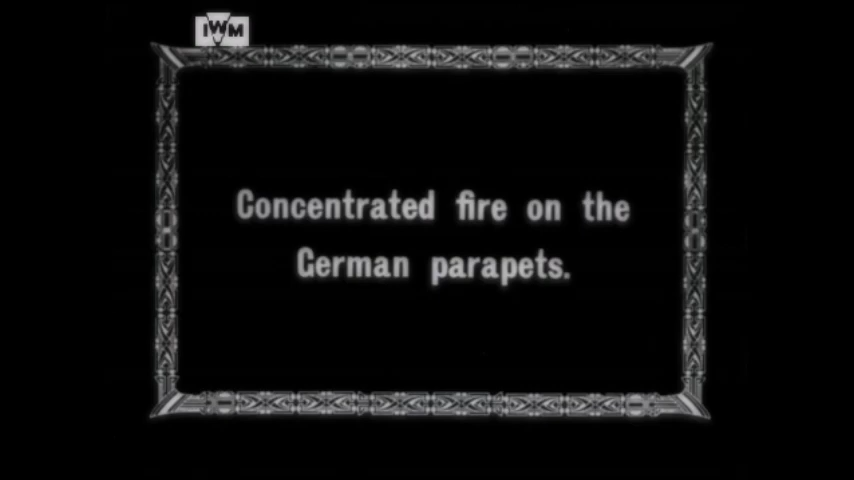 IWM
Concentrated fire on the
German parapets.